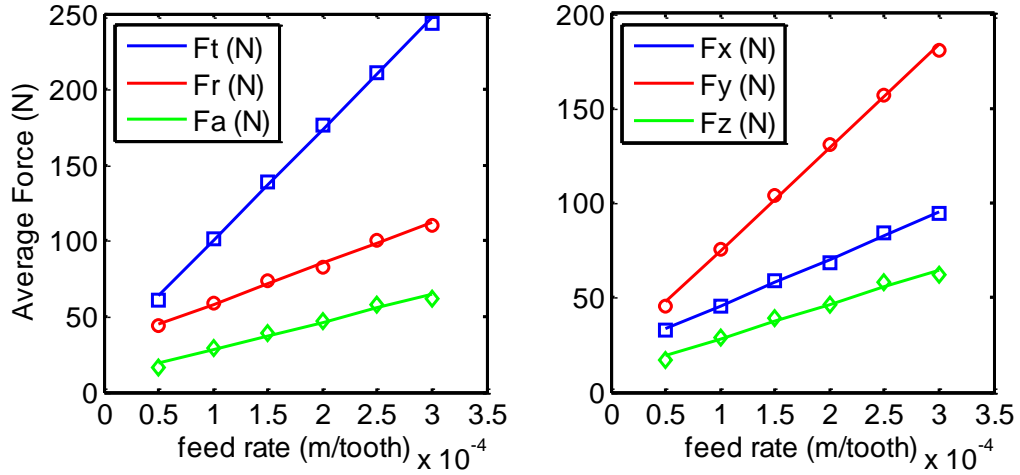 250
200
150
100
50
0
Average Force (N)
Ft (N)
Fr (N)
Fa (N)
0 0.5 1 1.5 2 2.5 3 3.5
feed rate (m/tooth) x 10^-4
200
150
100
50
0
Fx (N)
Fy (N)
Fz (N)
0 0.5 1 1.5 2 2.5 3 3.5
feed rate (m/tooth) x 10^-4